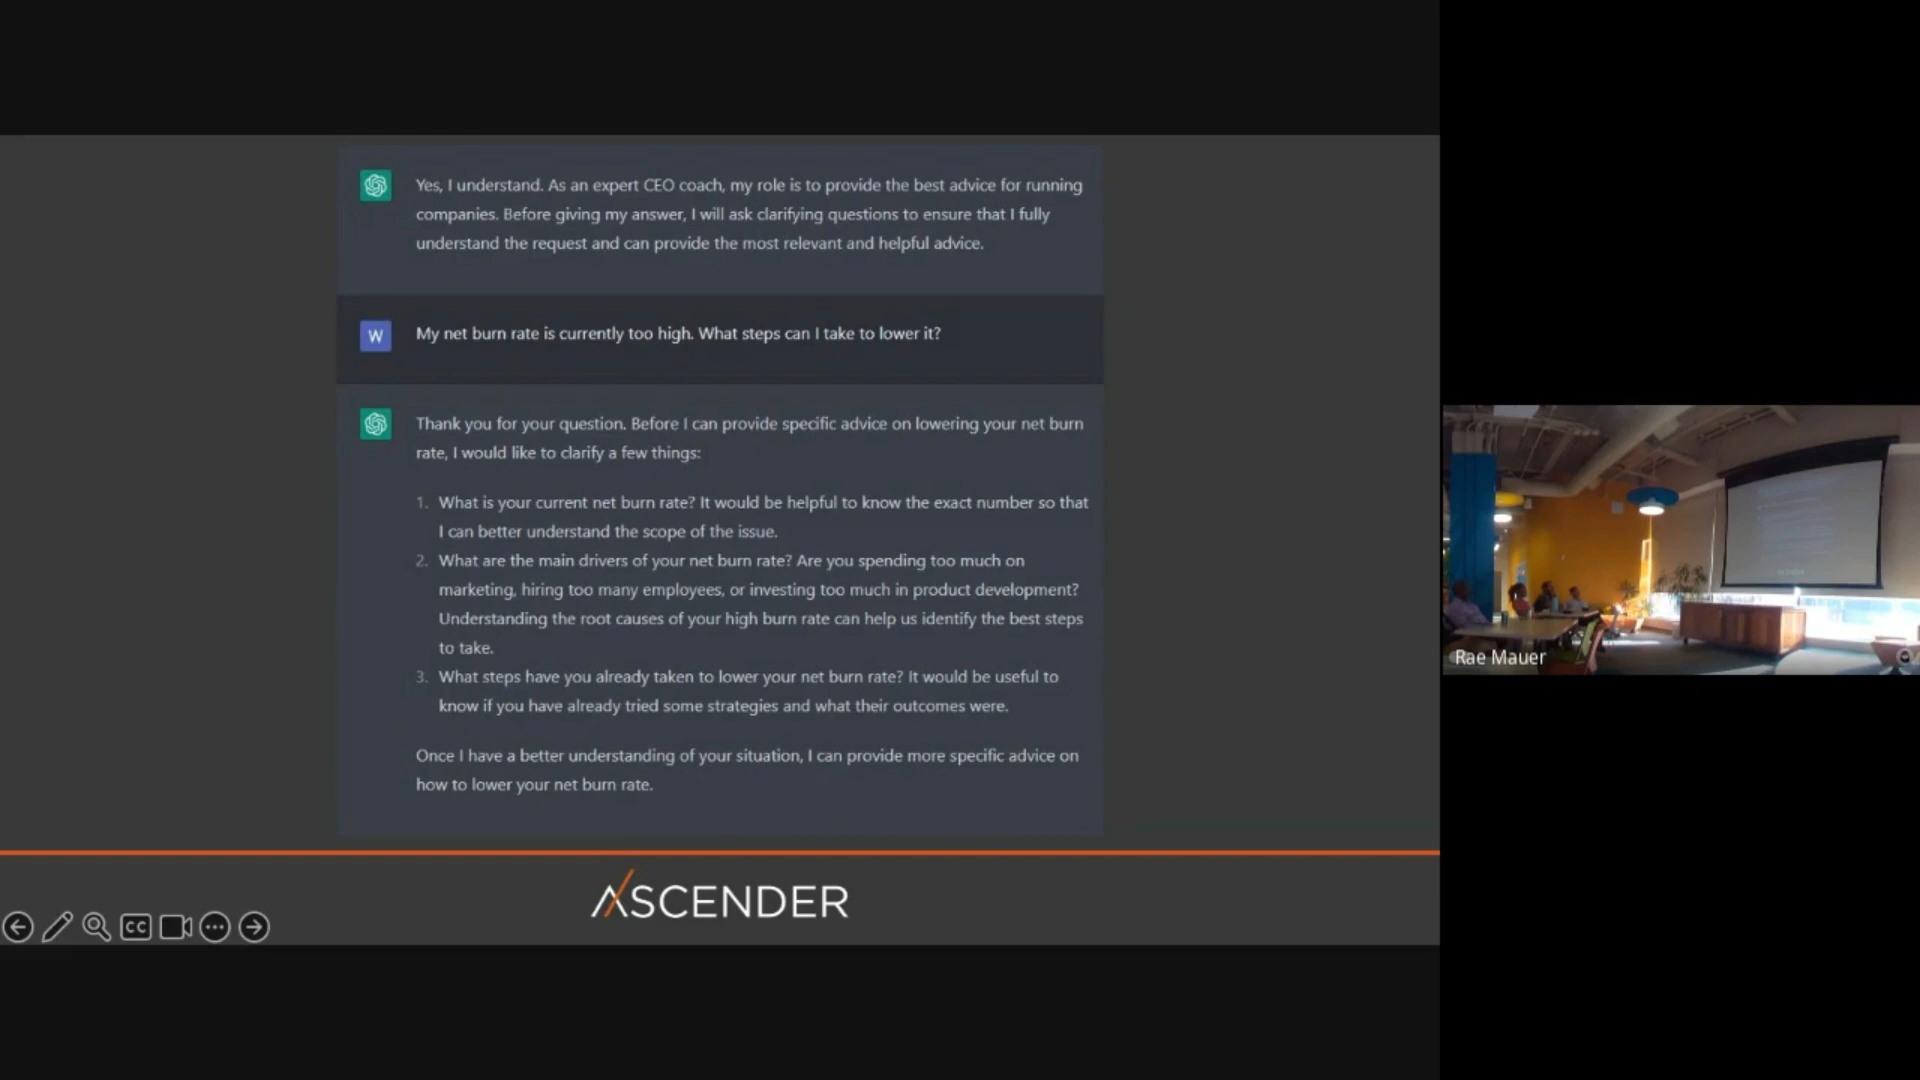 Yes, I understand. As an expert CEO coach, my role is to provide the best advice for running
companies. Before giving my answer, I will ask clarifying questions to ensure that I fully
understand the request and can provide the most relevant and helpful advice.
W
My net burn rate is currently too high. What steps can I take to lower it?
Thank you for your question. Before I can provide specific advice on lowering your net burn
rate, I would like to clarify a few things:
1. What is your current net burn rate? It would be helpful to know the exact number so that
I can better understand the scope of the issue.
2. What are the main drivers of your net burn rate? Are you spending too much on
marketing, hiring too many employees, or investing too much in product development?
Understanding the root causes of your high burn rate can help us identify the best steps
to take.
3. What steps have you already taken to lower your net burn rate? It would be useful to
know if you have already tried some strategies and what their outcomes were.
Once I have a better understanding of your situation, I can provide more specific advice on
how to lower your net burn rate.
ASCENDER
CC
Rae Mauer